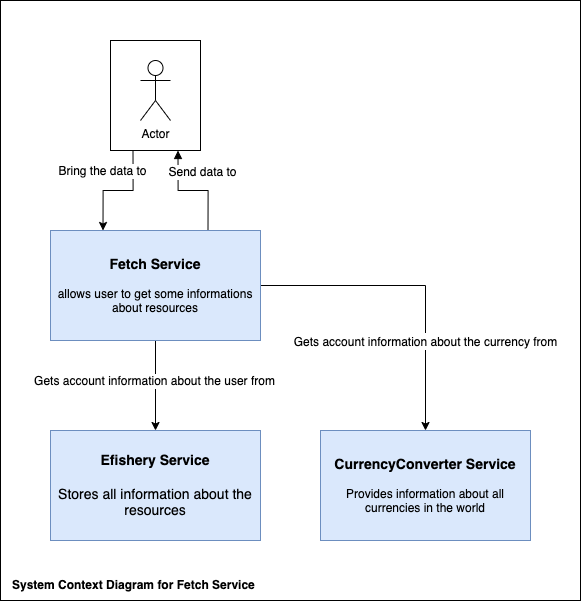 Actor
Bring the data to
Send data to
Fetch Service
allows user to get some informations
about resources
Gets account information about the currency from
Gets account information about the user from
Efishery Service
Stores all information about the
resources
CurrencyConverter Service
Provides information about all
currencies in the world
System Context Diagram for Fetch Service